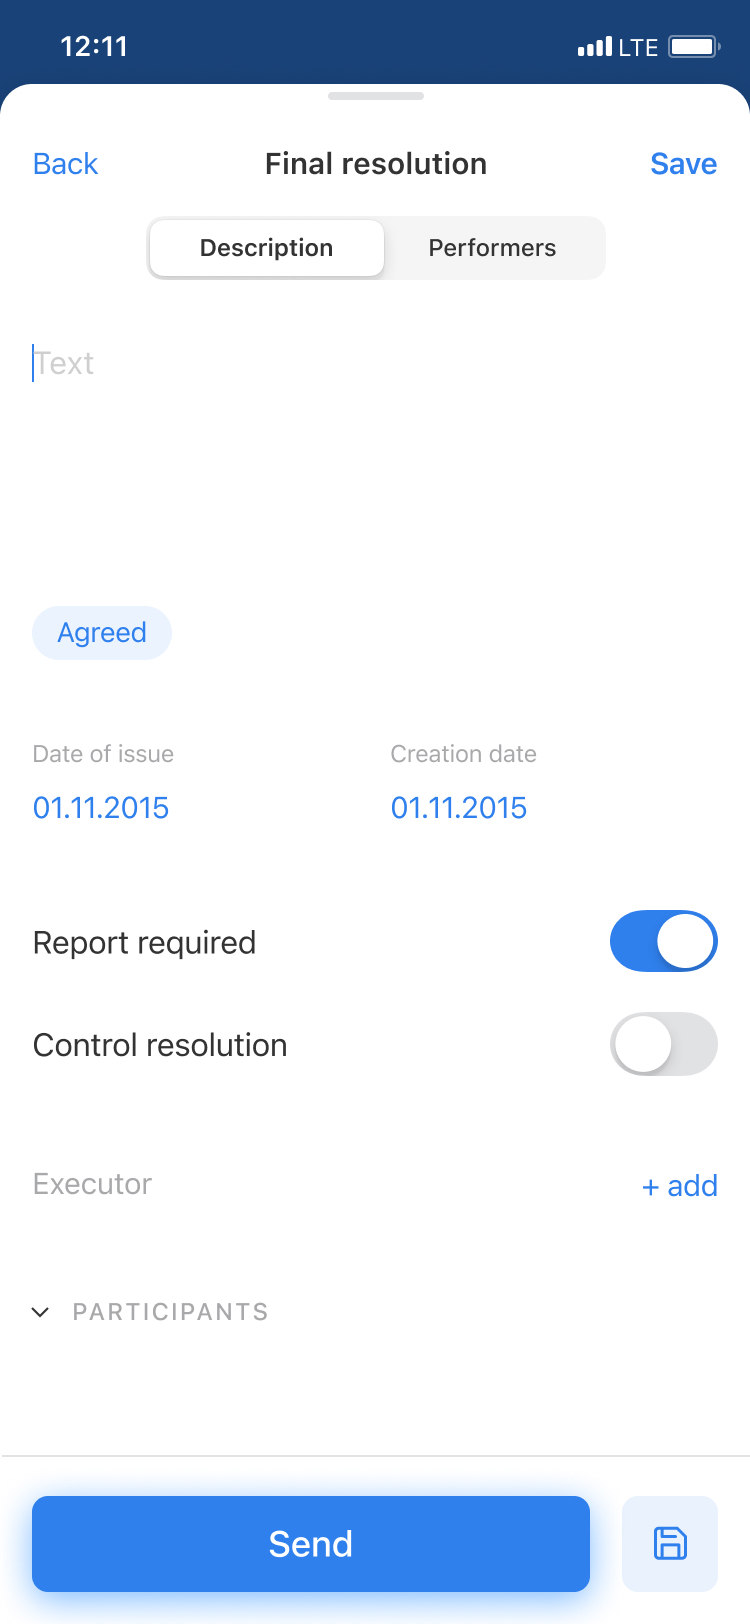 12:11 LTE
Back Final resolution Save
Description Performers
Text
Agreed
Date of issue Creation date
01.11.2015 01.11.2015
Report required
Control resolution
Executor + add
PARTICIPANTS
Send